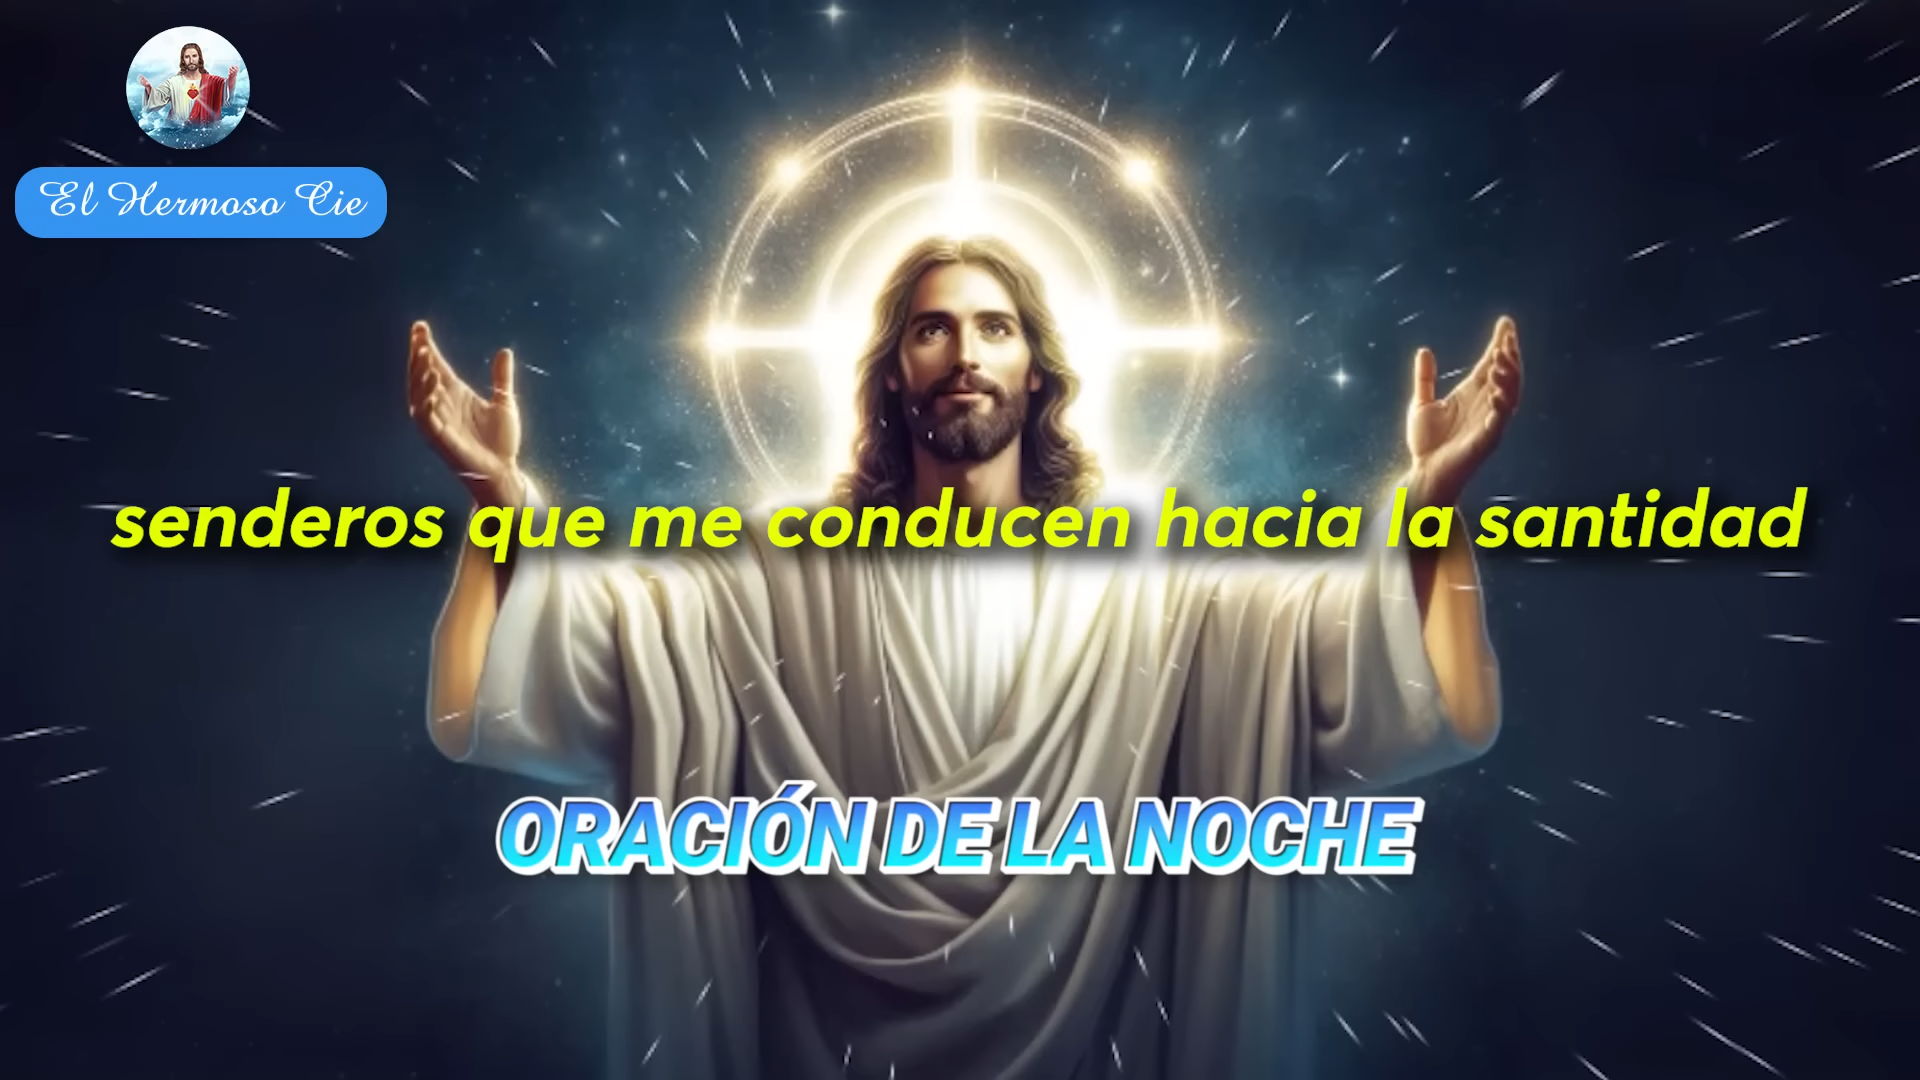 El Hermoso Cie
senderos que me conducen hacia la santidad
ORACIÓN DE LA NOCHE